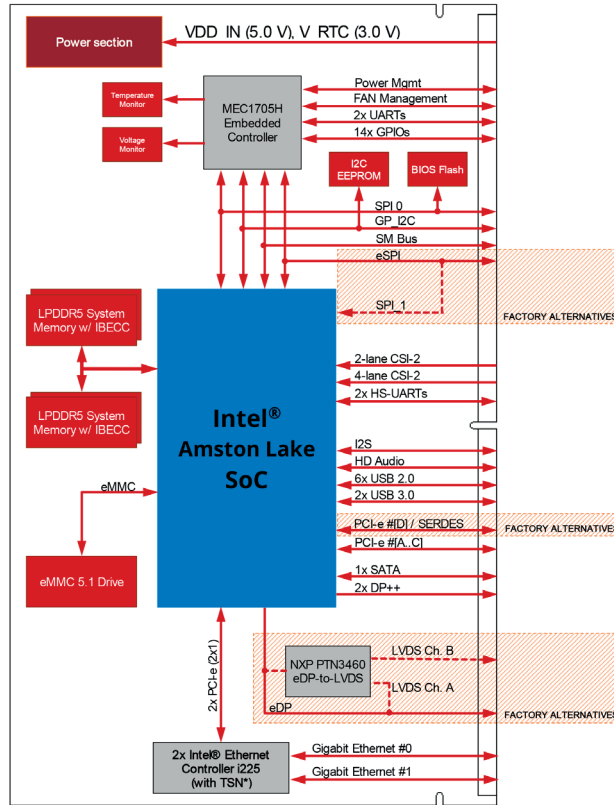 Power section
VDD IN (5.0 V), V RTC (3.0 V)
Temperature
Monitor
Voltage
Monitor
MEC1705H
Embedded
Controller
Power Mgmt
FAN Management
2x UARTs
14x GPIOs
I2C
EEPROM
BIOS Flash
SPI 0
GP_I2C
SM Bus
eSPI
SPI_1
FACTORY ALTERNATIVES
LPDDR5 System
Memory w/ IBECC
LPDDR5 System
Memory w/ IBECC
Intel®
Amston Lake
SoC
2-lane CSI-2
4-lane CSI-2
2x HS-UARTs
I2S
HD Audio
6x USB 2.0
2x USB 3.0
PCI-e #[D] / SERDES
FACTORY ALTERNATIVES
PCI-e #[A..C]
1x SATA
2x DP++
eMMC
eMMC 5.1 Drive
2x PCI-e (2x1)
NXP PTN3460
eDP-to-LVDS
LVDS Ch. B
LVDS Ch. A
eDP
FACTORY ALTERNATIVES
2x Intel® Ethernet
Controller i225
(with TSN*)
Gigabit Ethernet #0
Gigabit Ethernet #1